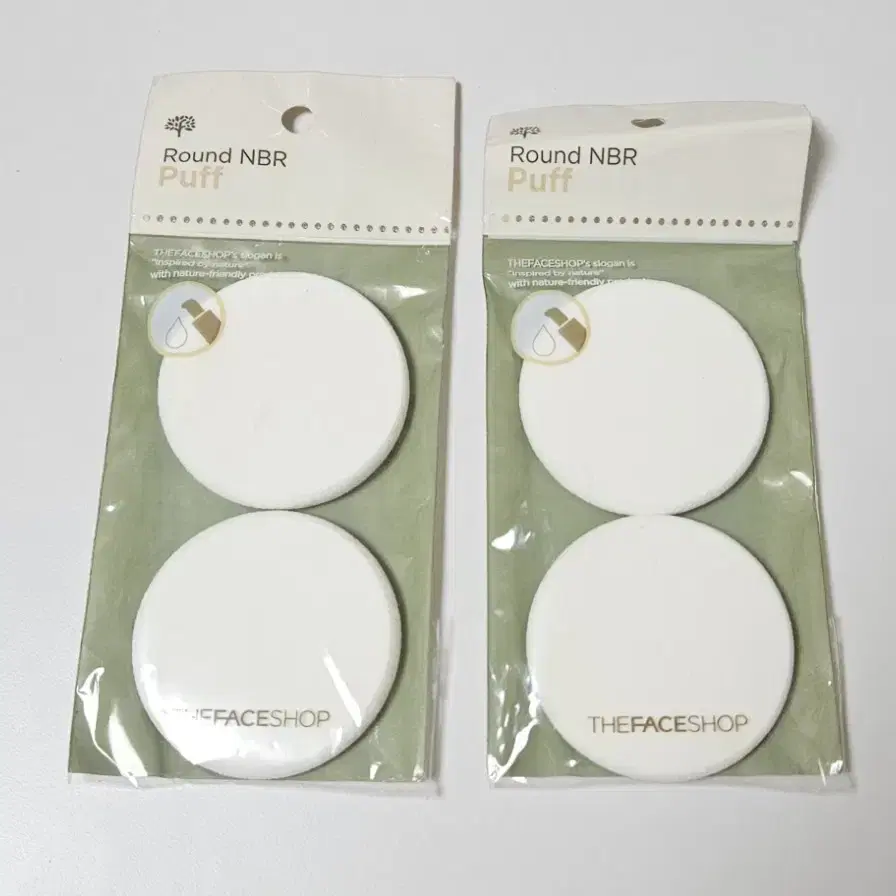 Round NBR
Puff
THEFACESHOP's slogan is
"inspired by nature"
with nature-friendly
THEFACESHOP
Round NBR
Puff
THEFACESHOP's slogan is
"inspired by nature"
with nature-friendly
THEFACESHOP